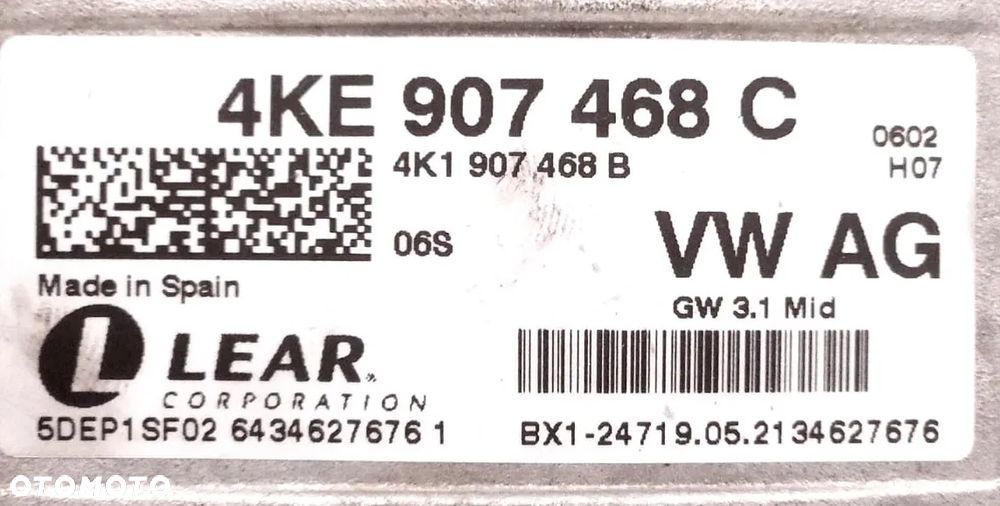 4KE 907 468 C
4K1 907 468 B
0602
H07
06S
VW AG
Made in Spain
GW 3.1 Mid
L LEAR
CORPORATION
5DEP1SF02 6434627676 1
BX1-24719.05.2134627676
OTOMOTO